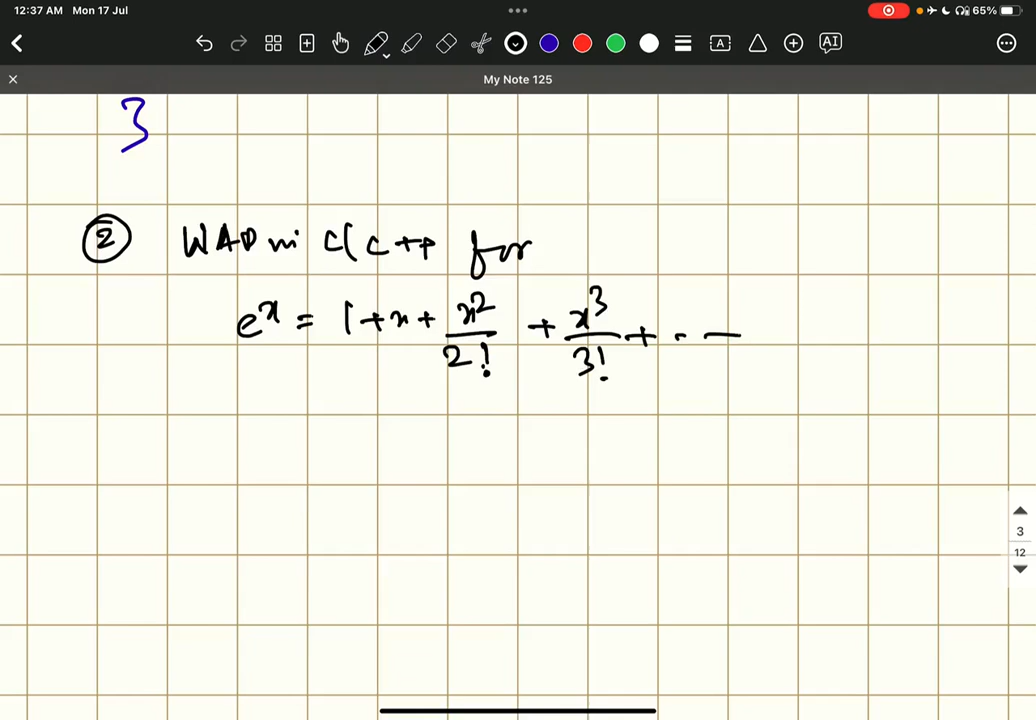 12:37 AM Mon 17 Jul
65%
A
AI
My Note 125
3
② WAP in C/C++ for
e^x = 1 + x + x^2/2! + x^3/3! + - -
3
12